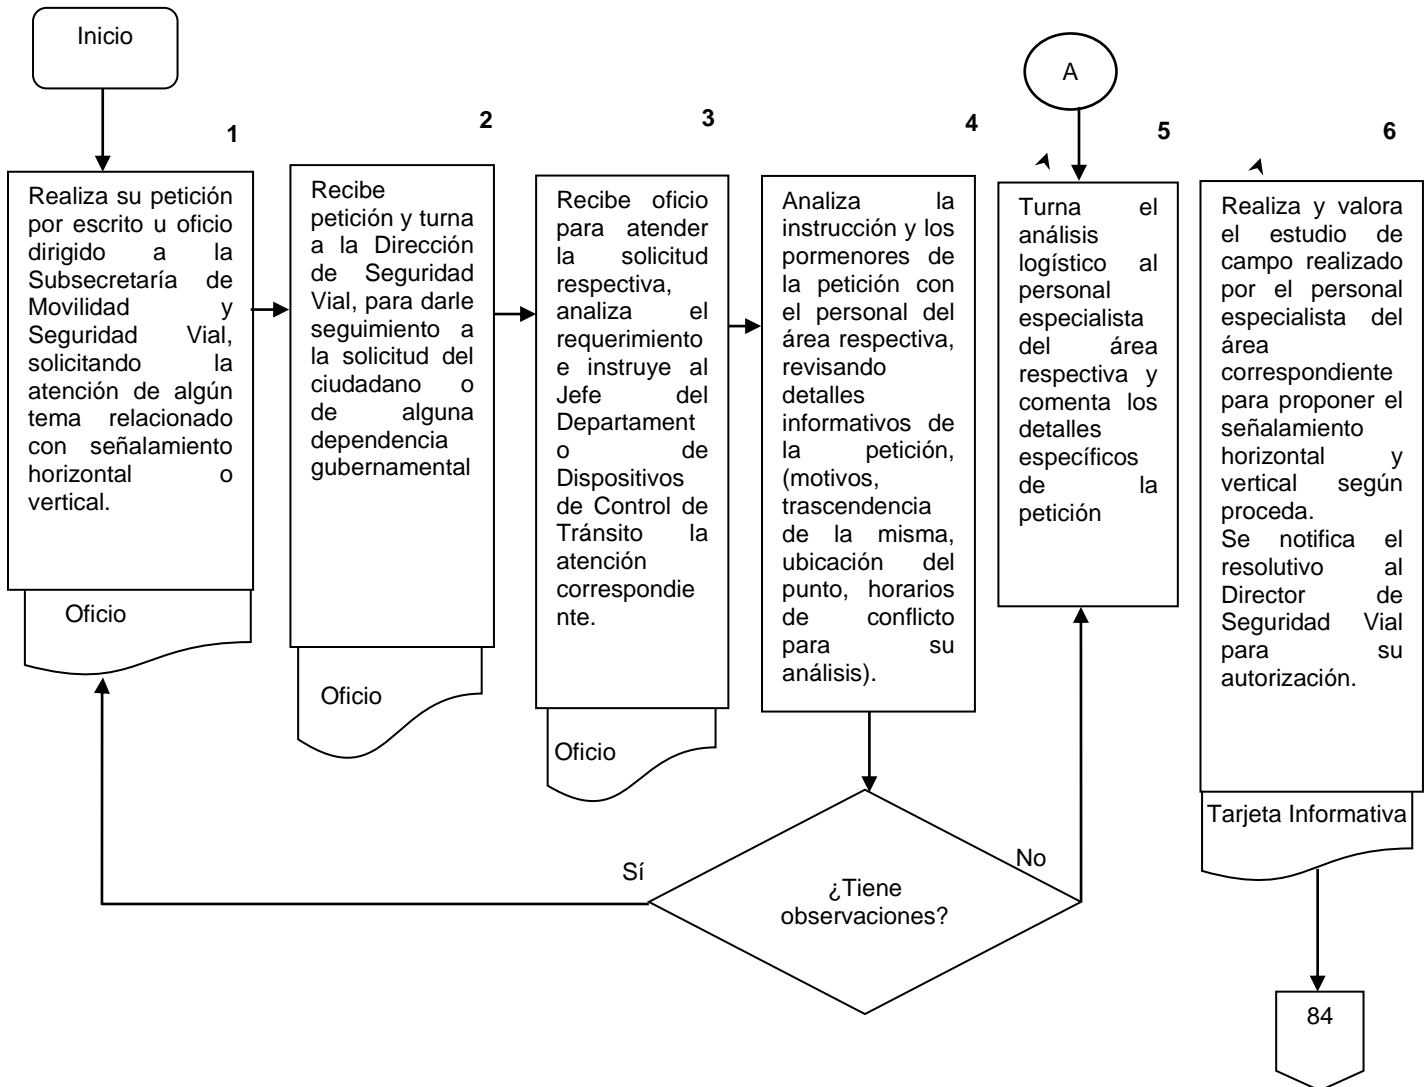 Inicio
1
Realiza su petición
por escrito u oficio
dirigido a la
Subsecretaría de
Movilidad y
Seguridad Vial,
solicitando la
atención de algún
tema relacionado
con señalamiento
horizontal o
vertical.
Oficio
2
Recibe
petición y turna
a la Dirección
de Seguridad
Vial, para darle
seguimiento a
la solicitud del
ciudadano o
de alguna
dependencia
gubernamental
Oficio
3
Recibe oficio
para atender
la solicitud
respectiva,
analiza el
requerimiento
e instruye al
Jefe del
Departament
o de
Dispositivos
de Control de
Tránsito la
atención
correspondie
nte.
Oficio
4
Analiza la
instrucción y los
pormenores de
la petición con
el personal del
área respectiva,
revisando
detalles
informativos de
la petición,
(motivos,
trascendencia
de la misma,
ubicación del
punto, horarios
de conflicto
para su
análisis).
¿Tiene
observaciones?
Sí
No
A
5
Turna el
análisis
logístico al
personal
especialista
del área
respectiva y
comenta los
detalles
específicos
de la
petición
6
Realiza y valora
el estudio de
campo realizado
por el personal
especialista del
área
correspondiente
para proponer el
señalamiento
horizontal y
vertical según
proceda.
Se notifica el
resolutivo al
Director de
Seguridad Vial
para su
autorización.
Tarjeta Informativa
84